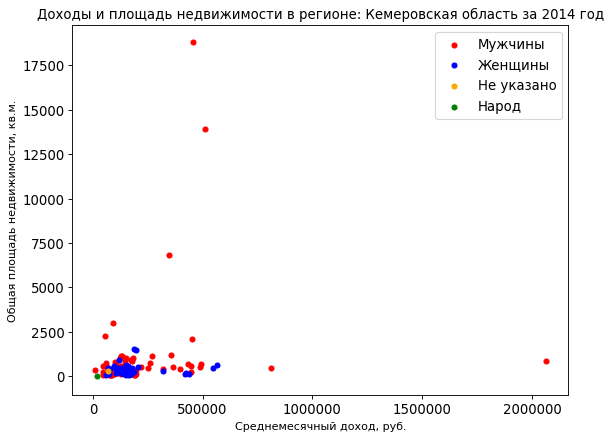 Доходы и площадь недвижимости в регионе: Кемеровская область за 2014 год
Мужчины
Женщины
Не указано
Народ
Общая площадь недвижимости, кв.м.
17500
15000
12500
10000
7500
5000
2500
0
0
500000
1000000
1500000
2000000
Среднемесячный доход, руб.